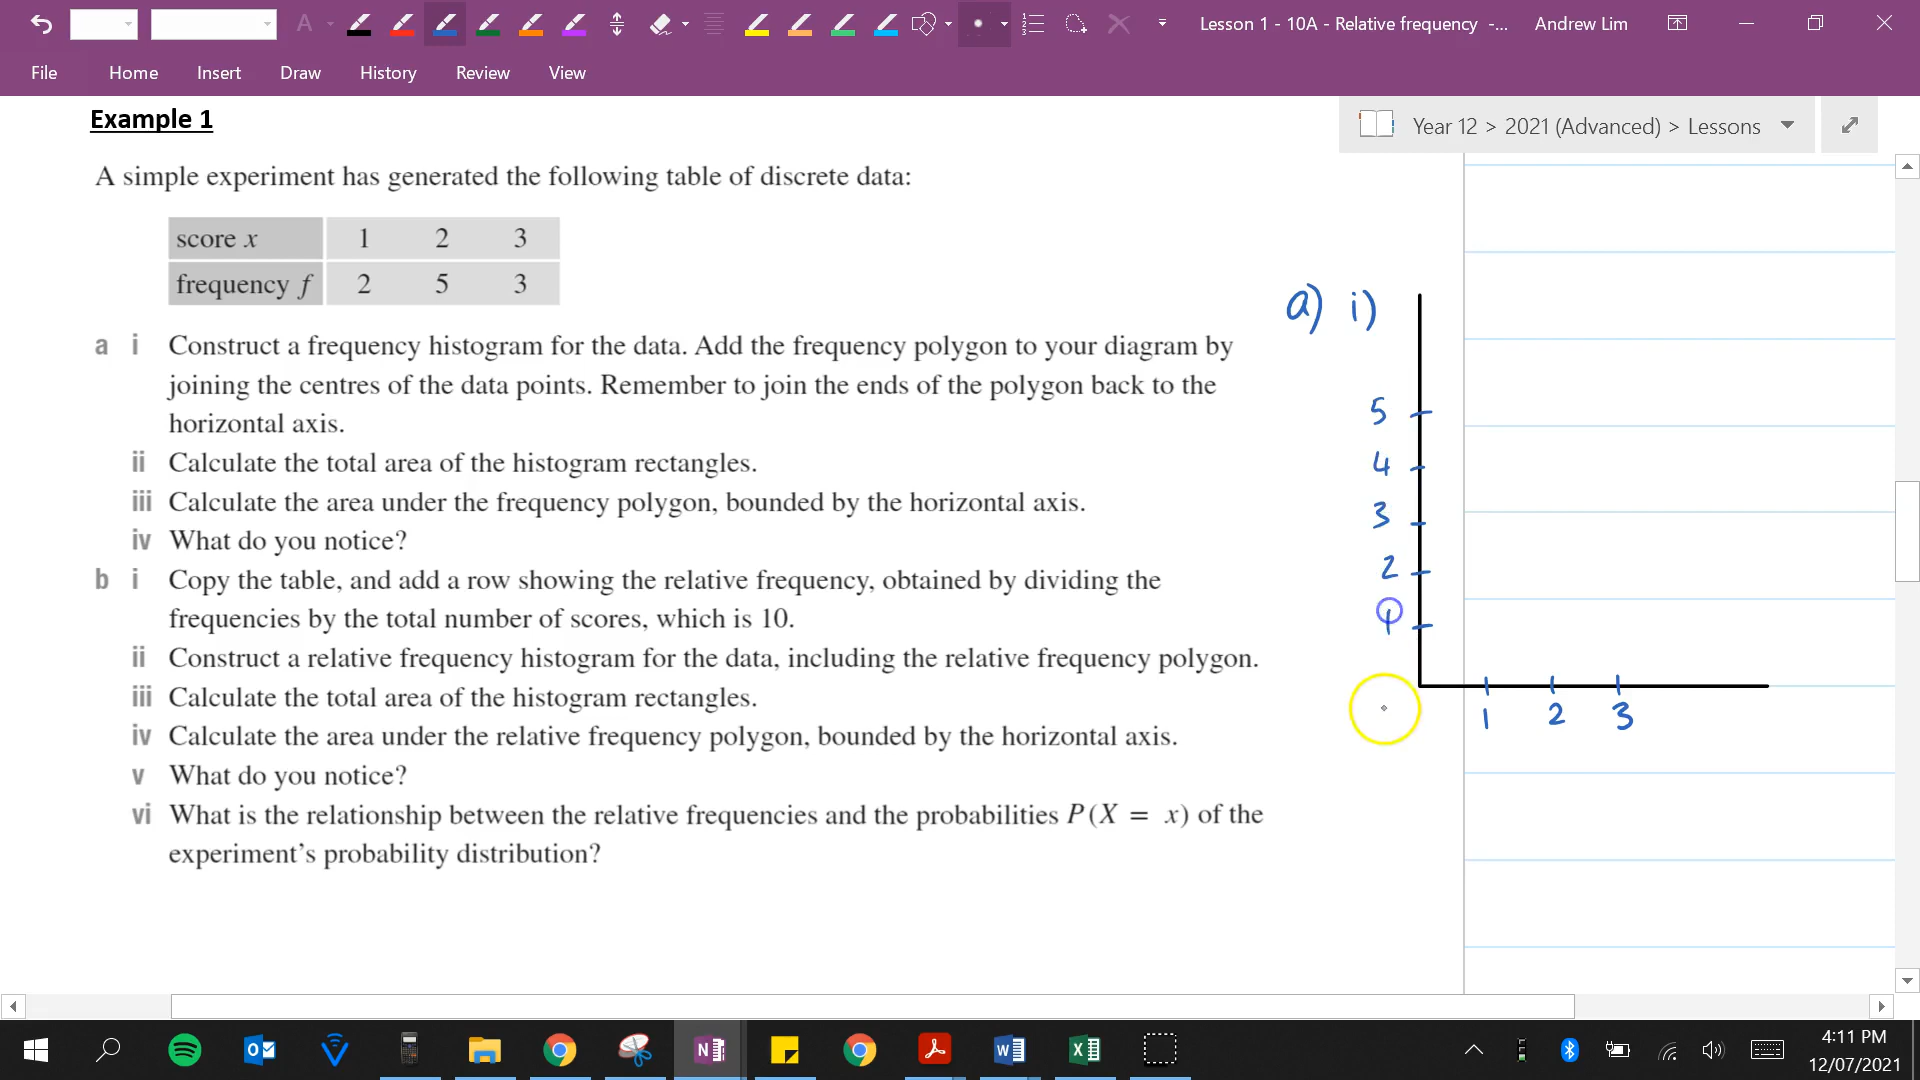 Lesson 1 - 10A - Relative frequency -...
Andrew Lim
File Home Insert Draw History Review View
Example 1
Year 12 > 2021 (Advanced) > Lessons
A simple experiment has generated the following table of discrete data:
score x 1 2 3
frequency f 2 5 3
a i Construct a frequency histogram for the data. Add the frequency polygon to your diagram by
joining the centres of the data points. Remember to join the ends of the polygon back to the
horizontal axis.
ii Calculate the total area of the histogram rectangles.
iii Calculate the area under the frequency polygon, bounded by the horizontal axis.
iv What do you notice?
b i Copy the table, and add a row showing the relative frequency, obtained by dividing the
frequencies by the total number of scores, which is 10.
ii Construct a relative frequency histogram for the data, including the relative frequency polygon.
iii Calculate the total area of the histogram rectangles.
iv Calculate the area under the relative frequency polygon, bounded by the horizontal axis.
v What do you notice?
vi What is the relationship between the relative frequencies and the probabilities P(X = x) of the
experiment's probability distribution?
a) i)
5
4
3
2
1
1 2 3
4:11 PM
12/07/2021